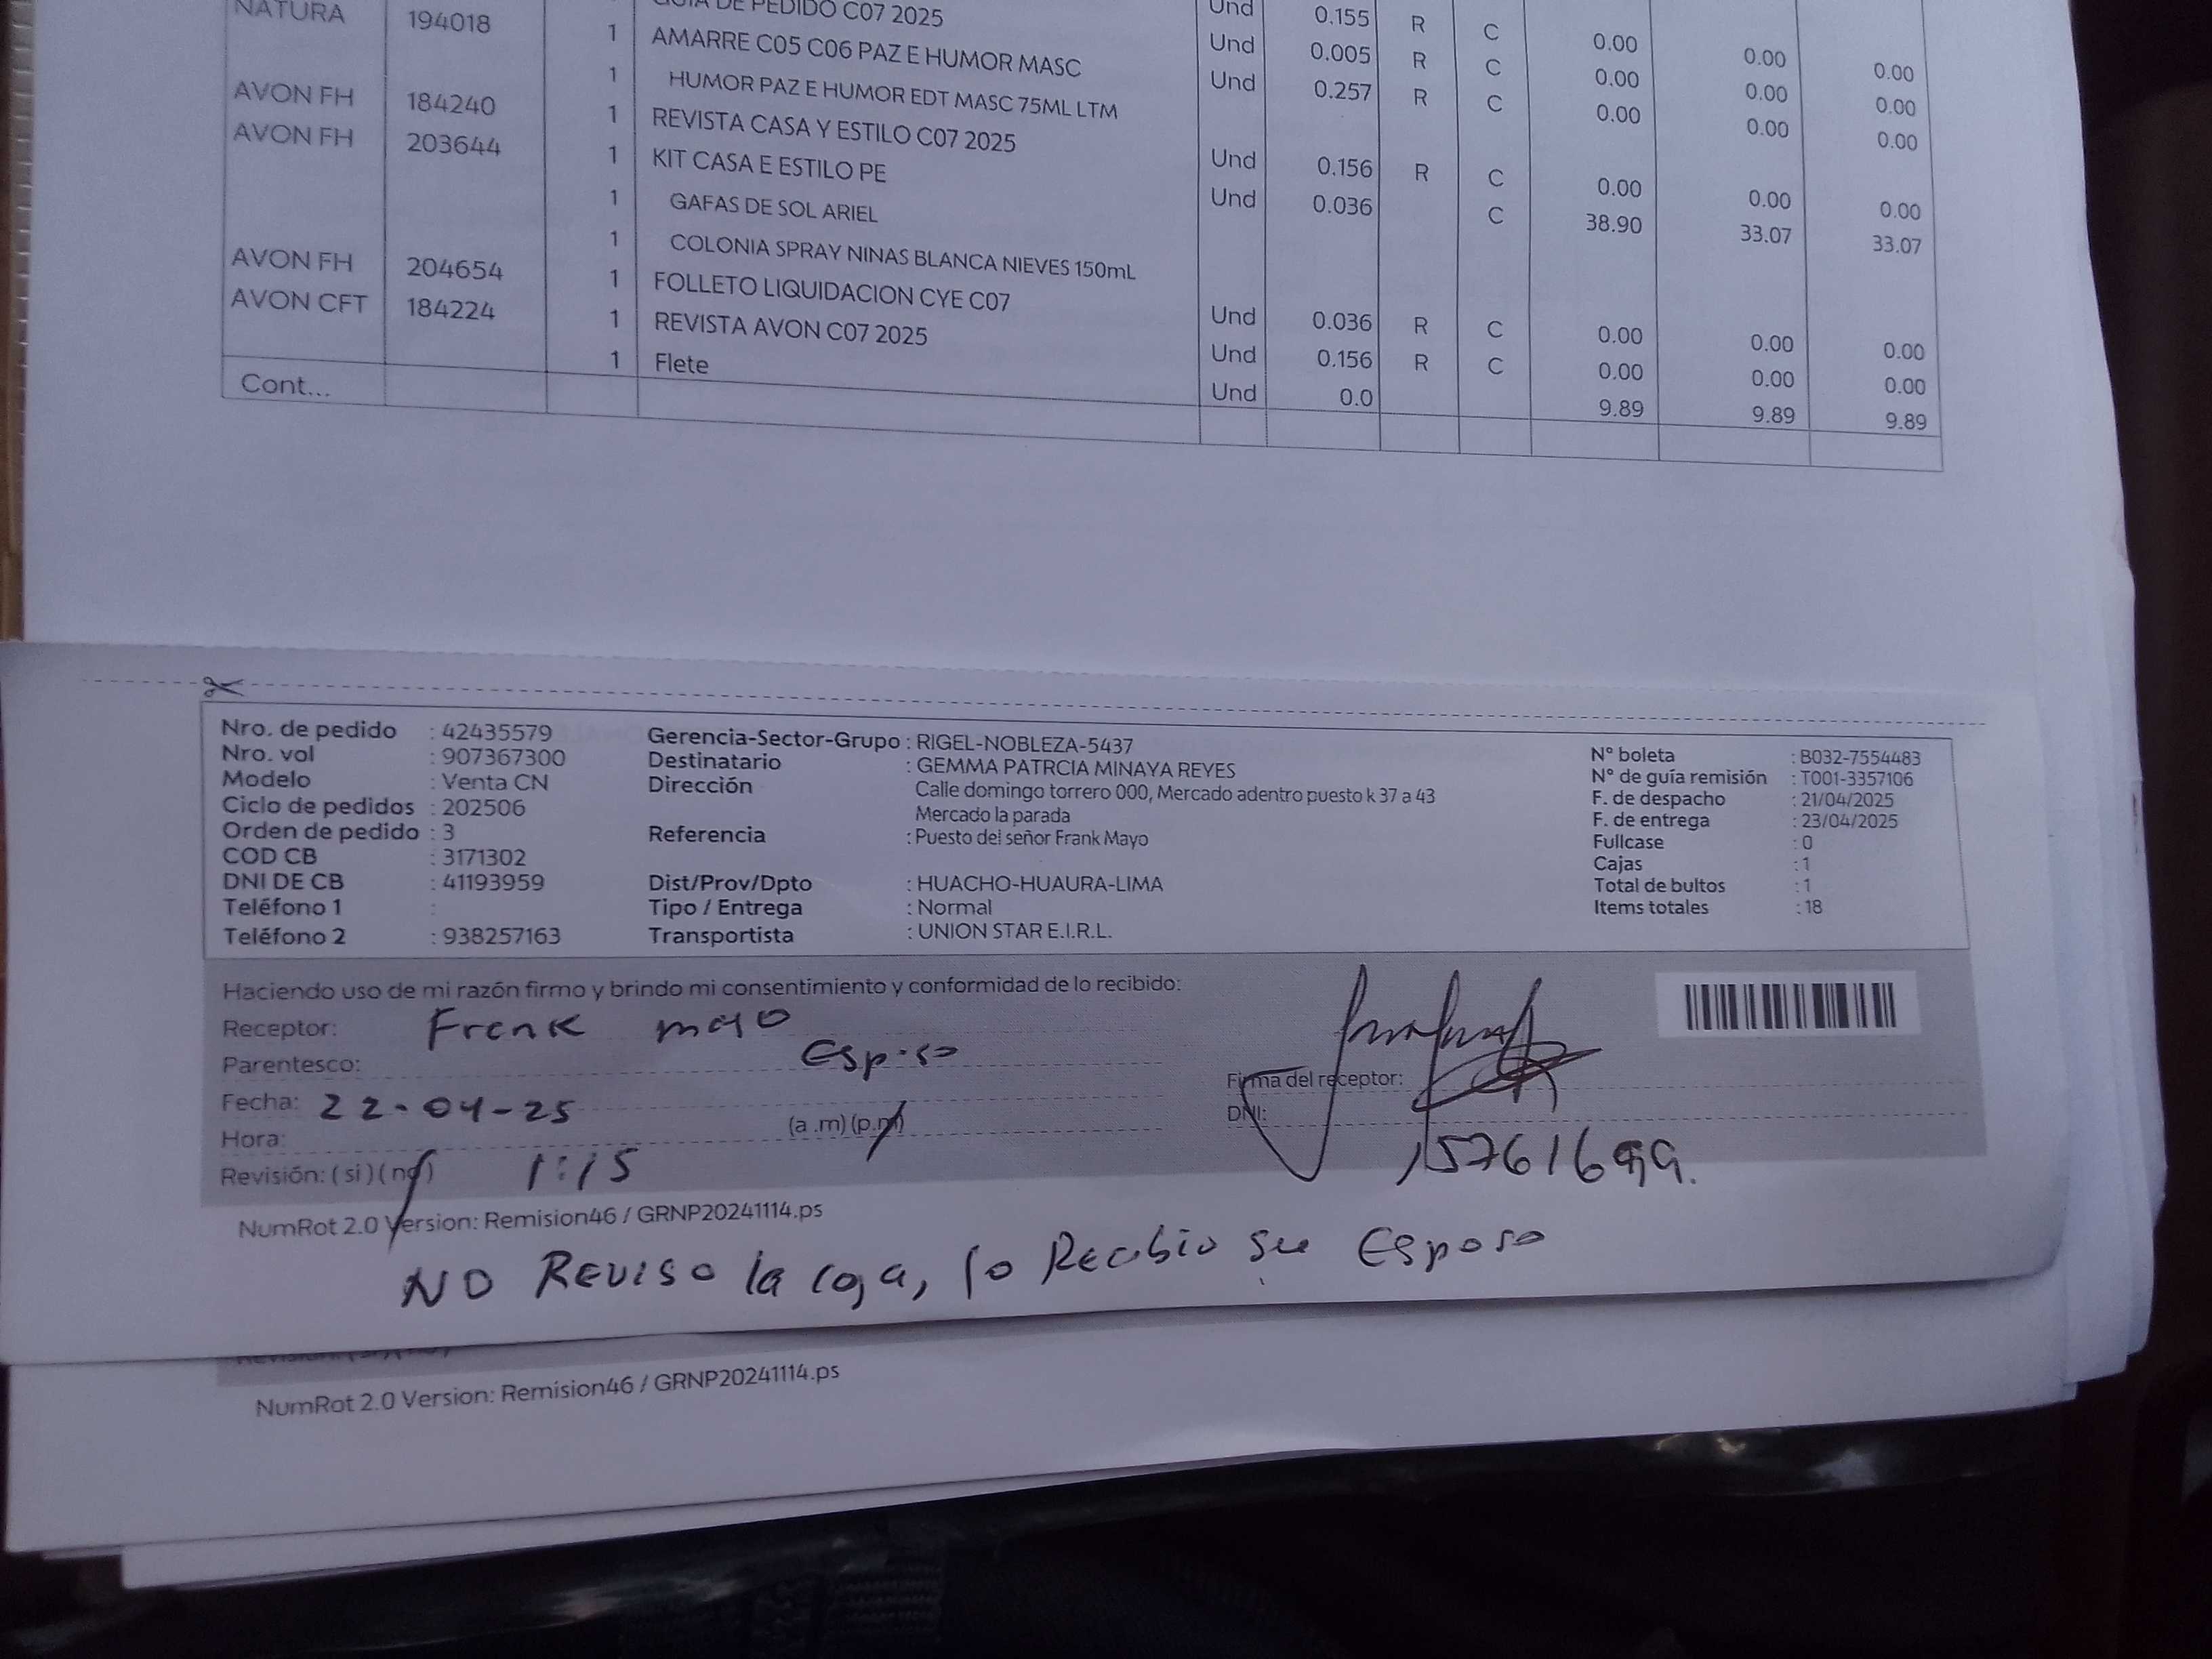 GUIA DE PEDIDO C07 2025 Und 0.155 R C 0.00 0.00 0.00
NATURA 194018 1 AMARRE C05 C06 PAZ E HUMOR MASC Und 0.005 R C 0.00 0.00 0.00
1 HUMOR PAZ E HUMOR EDT MASC 75ML LTM Und 0.257 R C 0.00 0.00 0.00
AVON FH 184240 1 REVISTA CASA Y ESTILO C07 2025 Und 0.156 R C 0.00 0.00 0.00
AVON FH 203644 1 KIT CASA E ESTILO PE Und 0.036 C 38.90 33.07 33.07
1 GAFAS DE SOL ARIEL
1 COLONIA SPRAY NINAS BLANCA NIEVES 150mL
AVON FH 204654 1 FOLLETO LIQUIDACION CYE C07 Und 0.036 R C 0.00 0.00 0.00
AVON CFT 184224 1 REVISTA AVON C07 2025 Und 0.156 R C 0.00 0.00 0.00
1 Flete Und 0.0 9.89 9.89 9.89
Cont...
Nro. de pedido : 42435579
Nro. vol : 907367300
Modelo : Venta CN
Ciclo de pedidos : 202506
Orden de pedido : 3
COD CB : 3171302
DNI DE CB : 41193959
Teléfono 1 :
Teléfono 2 : 938257163
Gerencia-Sector-Grupo : RIGEL-NOBLEZA-5437
Destinatario : GEMMA PATRCIA MINAYA REYES
Dirección Calle domingo torrero 000, Mercado adentro puesto k 37 a 43
Mercado la parada
Referencia : Puesto del señor Frank Mayo
Dist/Prov/Dpto : HUACHO-HUAURA-LIMA
Tipo / Entrega : Normal
Transportista : UNION STAR E.I.R.L.
N° boleta : B032-7554483
N° de guía remisión : T001-3357106
F. de despacho : 21/04/2025
F. de entrega : 23/04/2025
Fullcase : 0
Cajas : 1
Total de bultos : 1
Items totales : 18
Haciendo uso de mi razón firmo y brindo mi consentimiento y conformidad de lo recibido:
Receptor: Frenk mayo
Parentesco: Esposo
Fecha: 22-04-25
Hora: 1:15 (a .m) (p.m)
Revisión: ( si ) ( no )
Firma del receptor:
DNI:
NumRot 2.0 Version: Remision46 / GRNP20241114.ps
NO REVISO la caja, lo Recibio su Esposo
NumRot 2.0 Version: Remision46 / GRNP20241114.ps